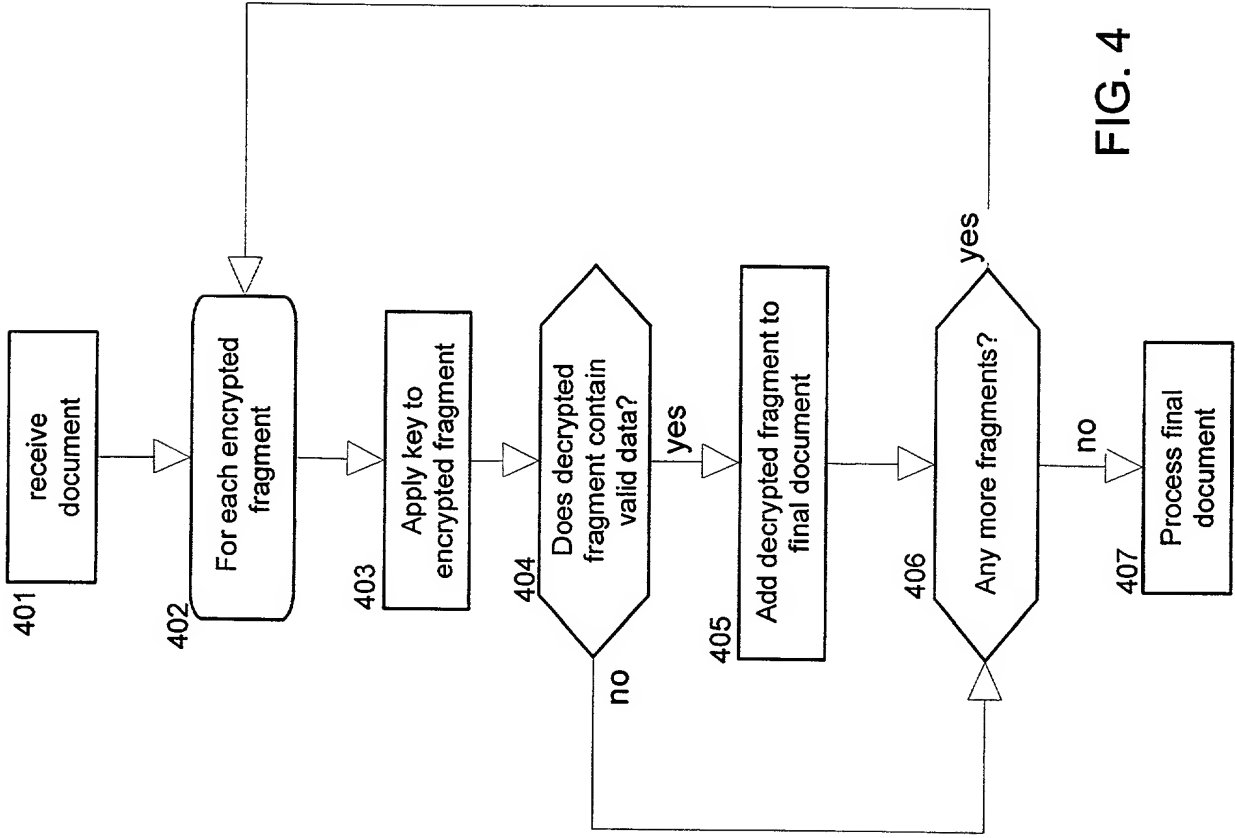 401
receive
document
402
For each encrypted
fragment
403
Apply key to
encrypted fragment
404
Does decrypted
fragment contain
valid data?
no
yes
405
Add decrypted fragment to
final document
406
Any more fragments?
yes
no
407
Process final
document
FIG. 4